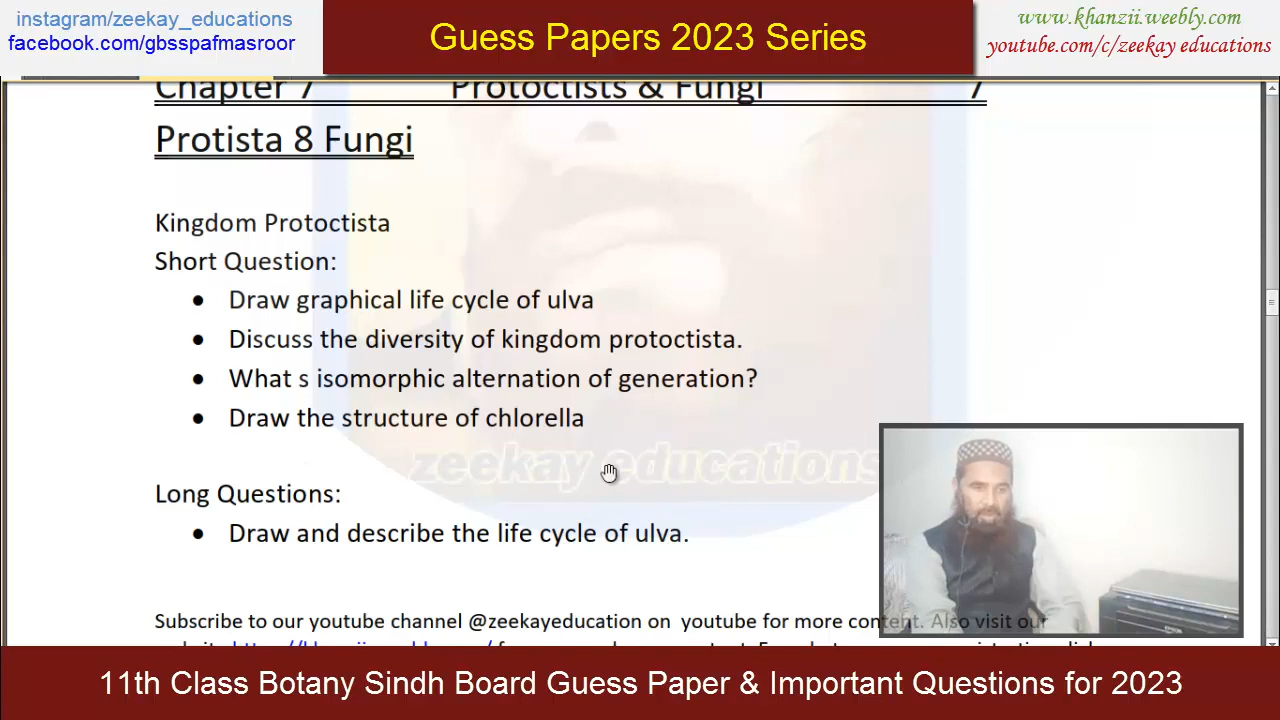 instagram/zeekay_educations
facebook.com/gbsspafmasroor
Guess Papers 2023 Series
www.khanzii.weebly.com
youtube.com/c/zeekay educations
Chapter 7 Protoctists & Fungi 7
Protista 8 Fungi
Kingdom Protoctista
Short Question:
• Draw graphical life cycle of ulva
• Discuss the diversity of kingdom protoctista.
• What s isomorphic alternation of generation?
• Draw the structure of chlorella
zeekay educations
Long Questions:
• Draw and describe the life cycle of ulva.
Subscribe to our youtube channel @zeekayeducation on youtube for more content. Also visit our
11th Class Botany Sindh Board Guess Paper & Important Questions for 2023